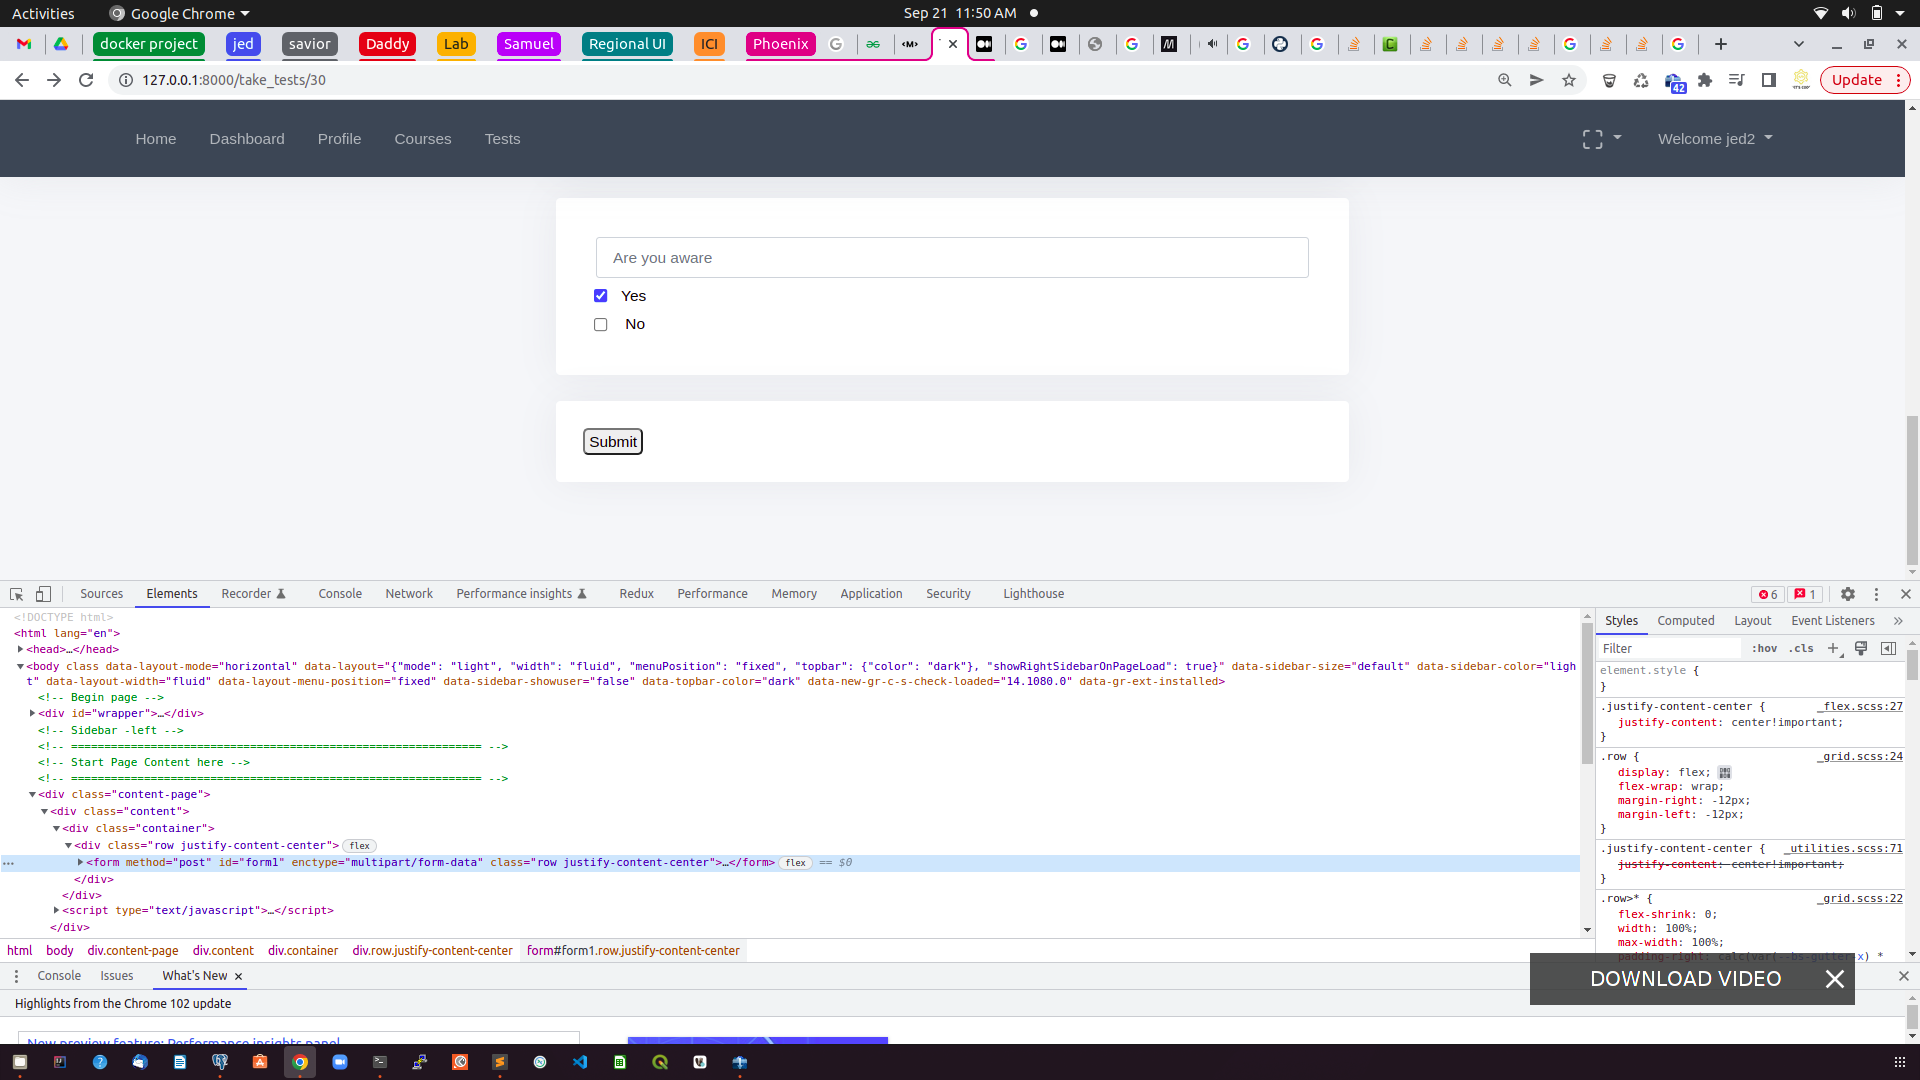 Activities Google Chrome Sep 21 11:50 AM
docker project jed savior Daddy Lab Samuel Regional UI ICI Phoenix
127.0.0.1:8000/take_tests/30 42 Update
Home Dashboard Profile Courses Tests Welcome jed2
Are you aware
Yes
No
Submit
Sources Elements Recorder Console Network Performance insights Redux Performance Memory Application Security Lighthouse 6 1
<!DOCTYPE html>
<html lang="en">
<head>…</head>
<body class data-layout-mode="horizontal" data-layout="{"mode": "light", "width": "fluid", "menuPosition": "fixed", "topbar": {"color": "dark"}, "showRightSidebarOnPageLoad": true}" data-sidebar-size="default" data-sidebar-color="ligh
t" data-layout-width="fluid" data-layout-menu-position="fixed" data-sidebar-showuser="false" data-topbar-color="dark" data-new-gr-c-s-check-loaded="14.1080.0" data-gr-ext-installed>
<!-- Begin page -->
<div id="wrapper">…</div>
<!-- Sidebar -left -->
<!-- ============================================================== -->
<!-- Start Page Content here -->
<!-- ============================================================== -->
<div class="content-page">
<div class="content">
<div class="container">
<div class="row justify-content-center"> flex
<form method="post" id="form1" enctype="multipart/form-data" class="row justify-content-center">…</form> flex == $0
</div>
</div>
<script type="text/javascript">…</script>
</div>
html body div.content-page div.content div.container div.row.justify-content-center form#form1.row.justify-content-center
Styles Computed Layout Event Listeners
Filter :hov .cls
element.style {
}
.justify-content-center { _flex.scss:27
justify-content: center!important;
}
.row { _grid.scss:24
display: flex;
flex-wrap: wrap;
margin-right: -12px;
margin-left: -12px;
}
.justify-content-center { _utilities.scss:71
justify-content: center!important;
}
.row>* { _grid.scss:22
flex-shrink: 0;
width: 100%;
max-width: 100%;
padding-right: calc(var(--bs-gutter-x) *
Console Issues What's New
DOWNLOAD VIDEO
Highlights from the Chrome 102 update
New preview feature: Performance insights panel